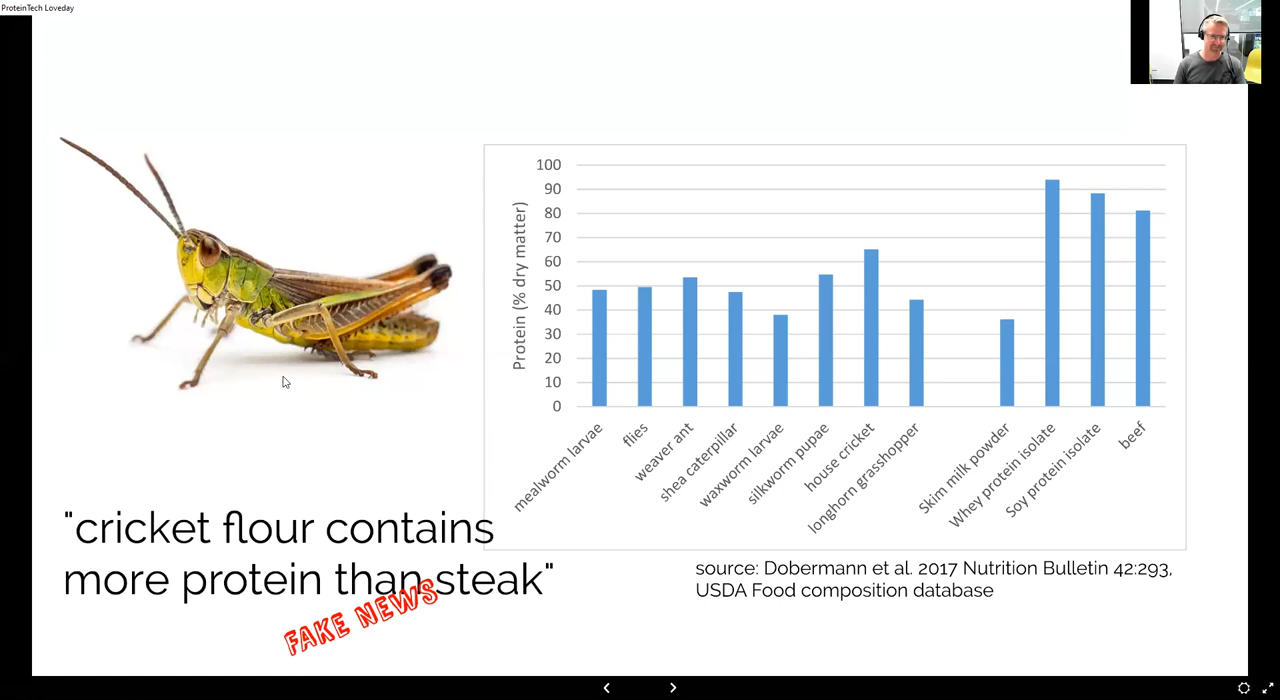 ProteinTech Loveday
100
90
80
70
60
50
40
30
20
10
0
Protein (% dry matter)
mealworm larvae
flies
weaver ant
shea caterpillar
waxworm larvae
silkworm pupae
house cricket
longhorn grasshopper
Skim milk powder
Whey protein isolate
Soy protein isolate
beef
"cricket flour contains
more protein than steak"
FAKE NEWS
source: Dobermann et al. 2017 Nutrition Bulletin 42:293,
USDA Food composition database